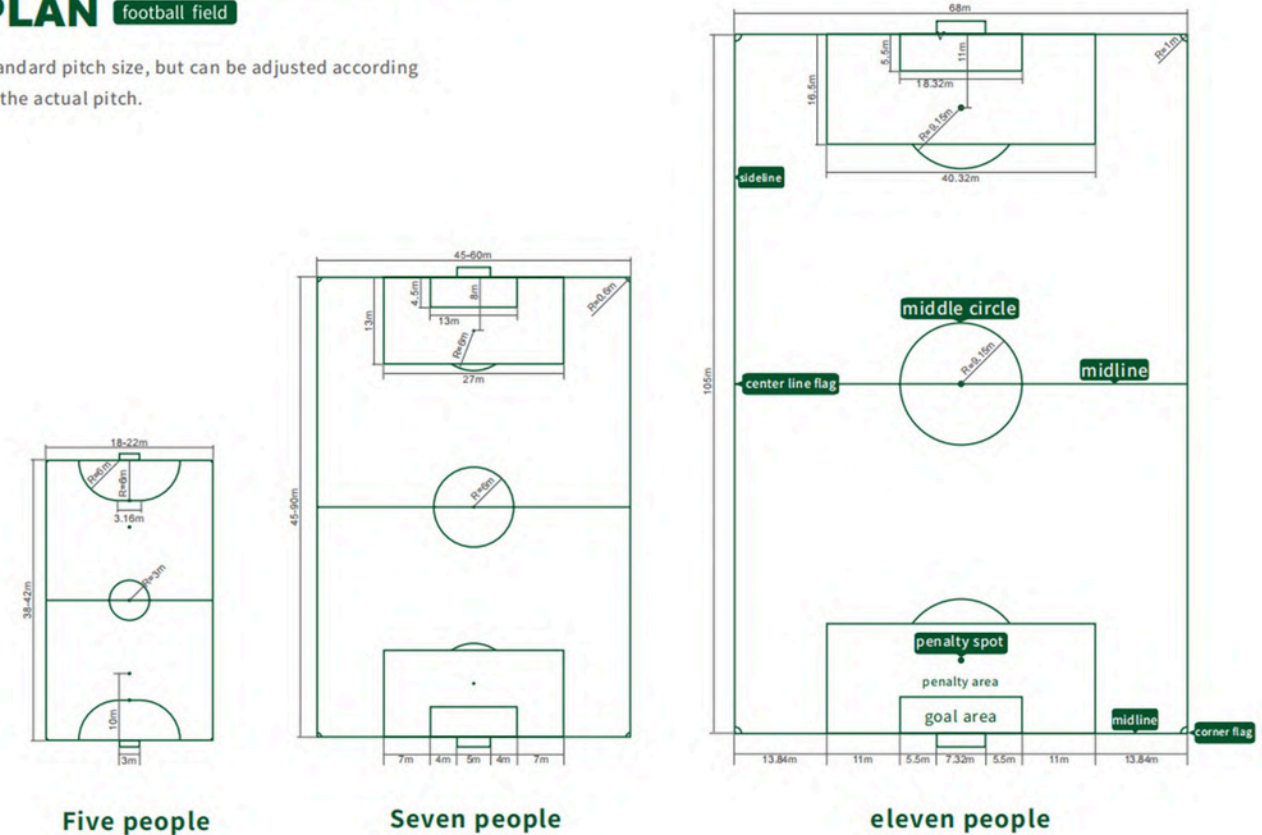 PLAN football field
andard pitch size, but can be adjusted according
the actual pitch.
18-22m
R=6m
R=6m
3.16m
R=3m
38-42m
10m
3m
Five people
45-60m
4.5m
8m
R=0.6m
13m
13m
R=6m
27m
R=6m
45-90m
7m 4m 5m 4m 7m
Seven people
68m
5.5m
11m
R=1m
18.32m
16.5m
R=9.15m
40.32m
sideline
middle circle
R=9.15m
midline
center line flag
105m
penalty spot
penalty area
goal area
midline
corner flag
13.84m 11m 5.5m 7.32m 5.5m 11m 13.84m
eleven people